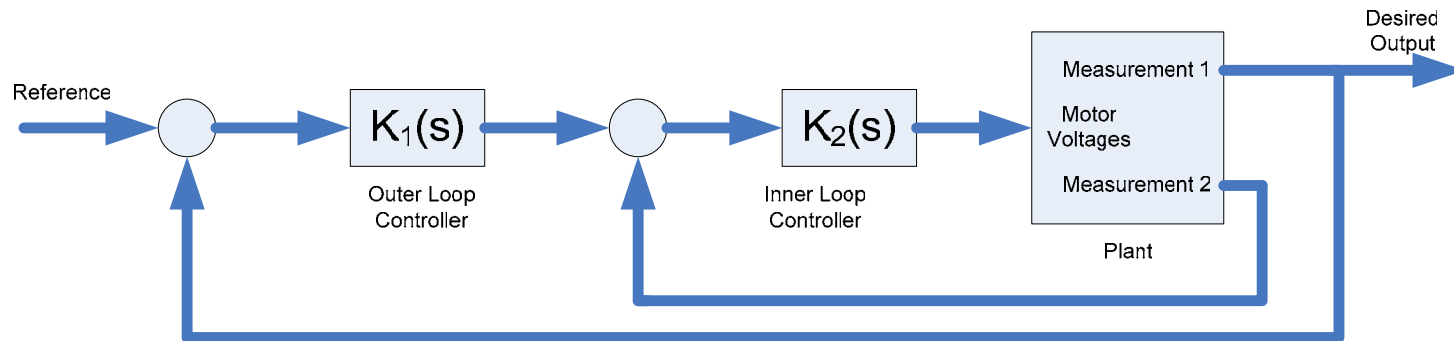 Desired
Output
Reference
K1(s)
Outer Loop
Controller
K2(s)
Inner Loop
Controller
Measurement 1
Motor
Voltages
Measurement 2
Plant